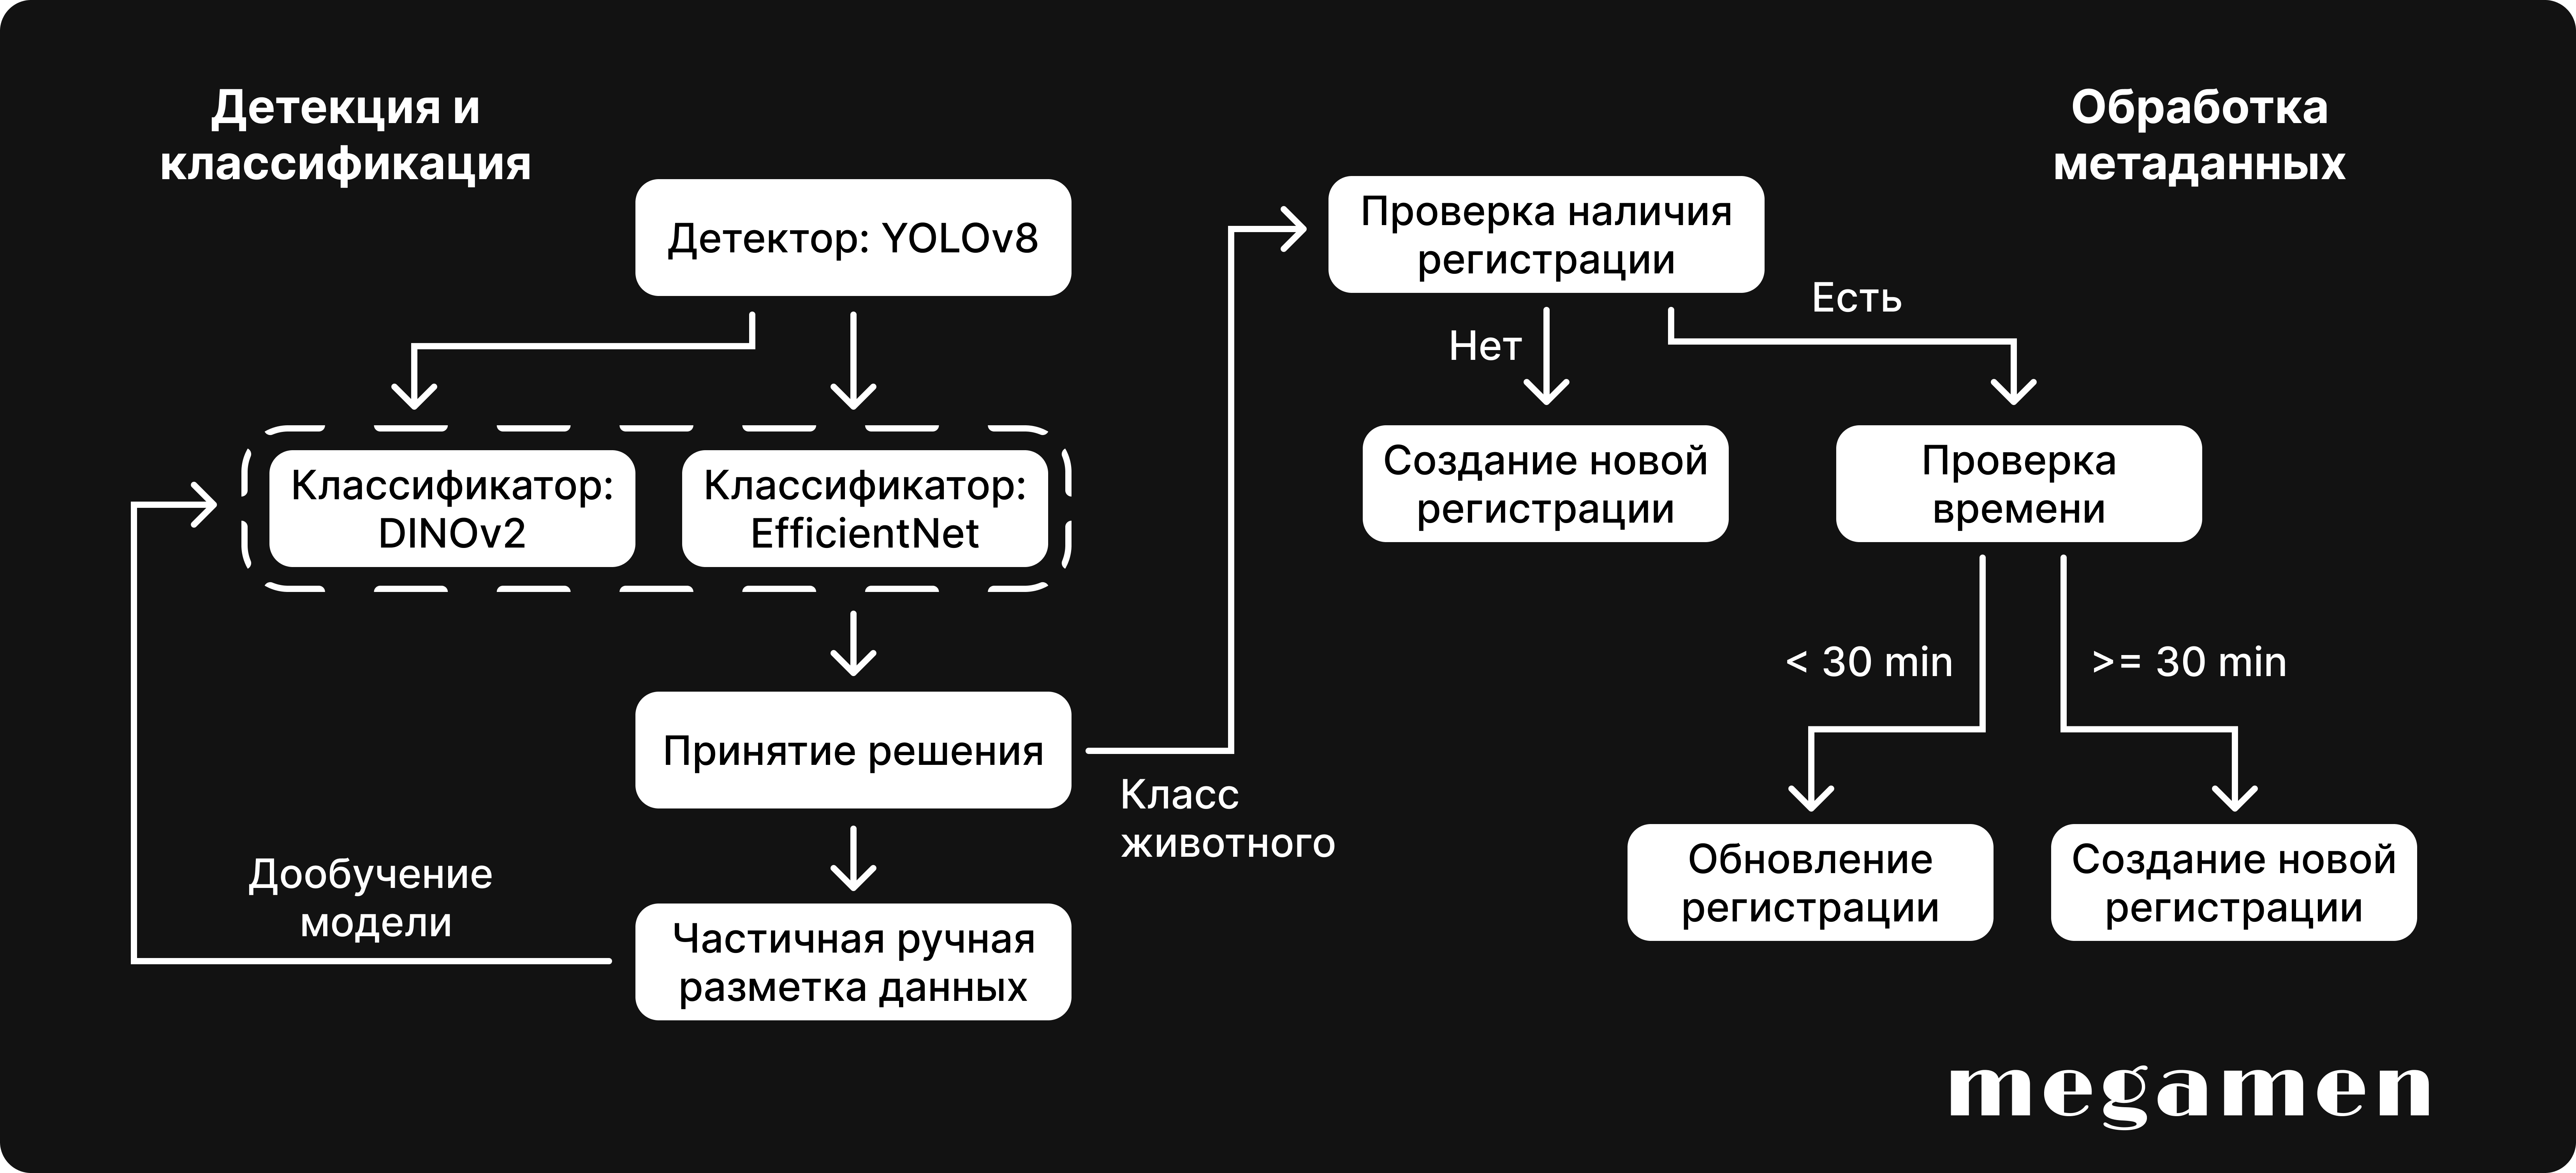 Детекция и
классификация
Детектор: YOLOv8
Классификатор:
DINOv2
Классификатор:
EfficientNet
Принятие решения
Класс
животного
Дообучение
модели
Частичная ручная
разметка данных
Обработка
метаданных
Проверка наличия
регистрации
Нет
Есть
Создание новой
регистрации
Проверка
времени
< 30 min
>= 30 min
Обновление
регистрации
Создание новой
регистрации
megamen